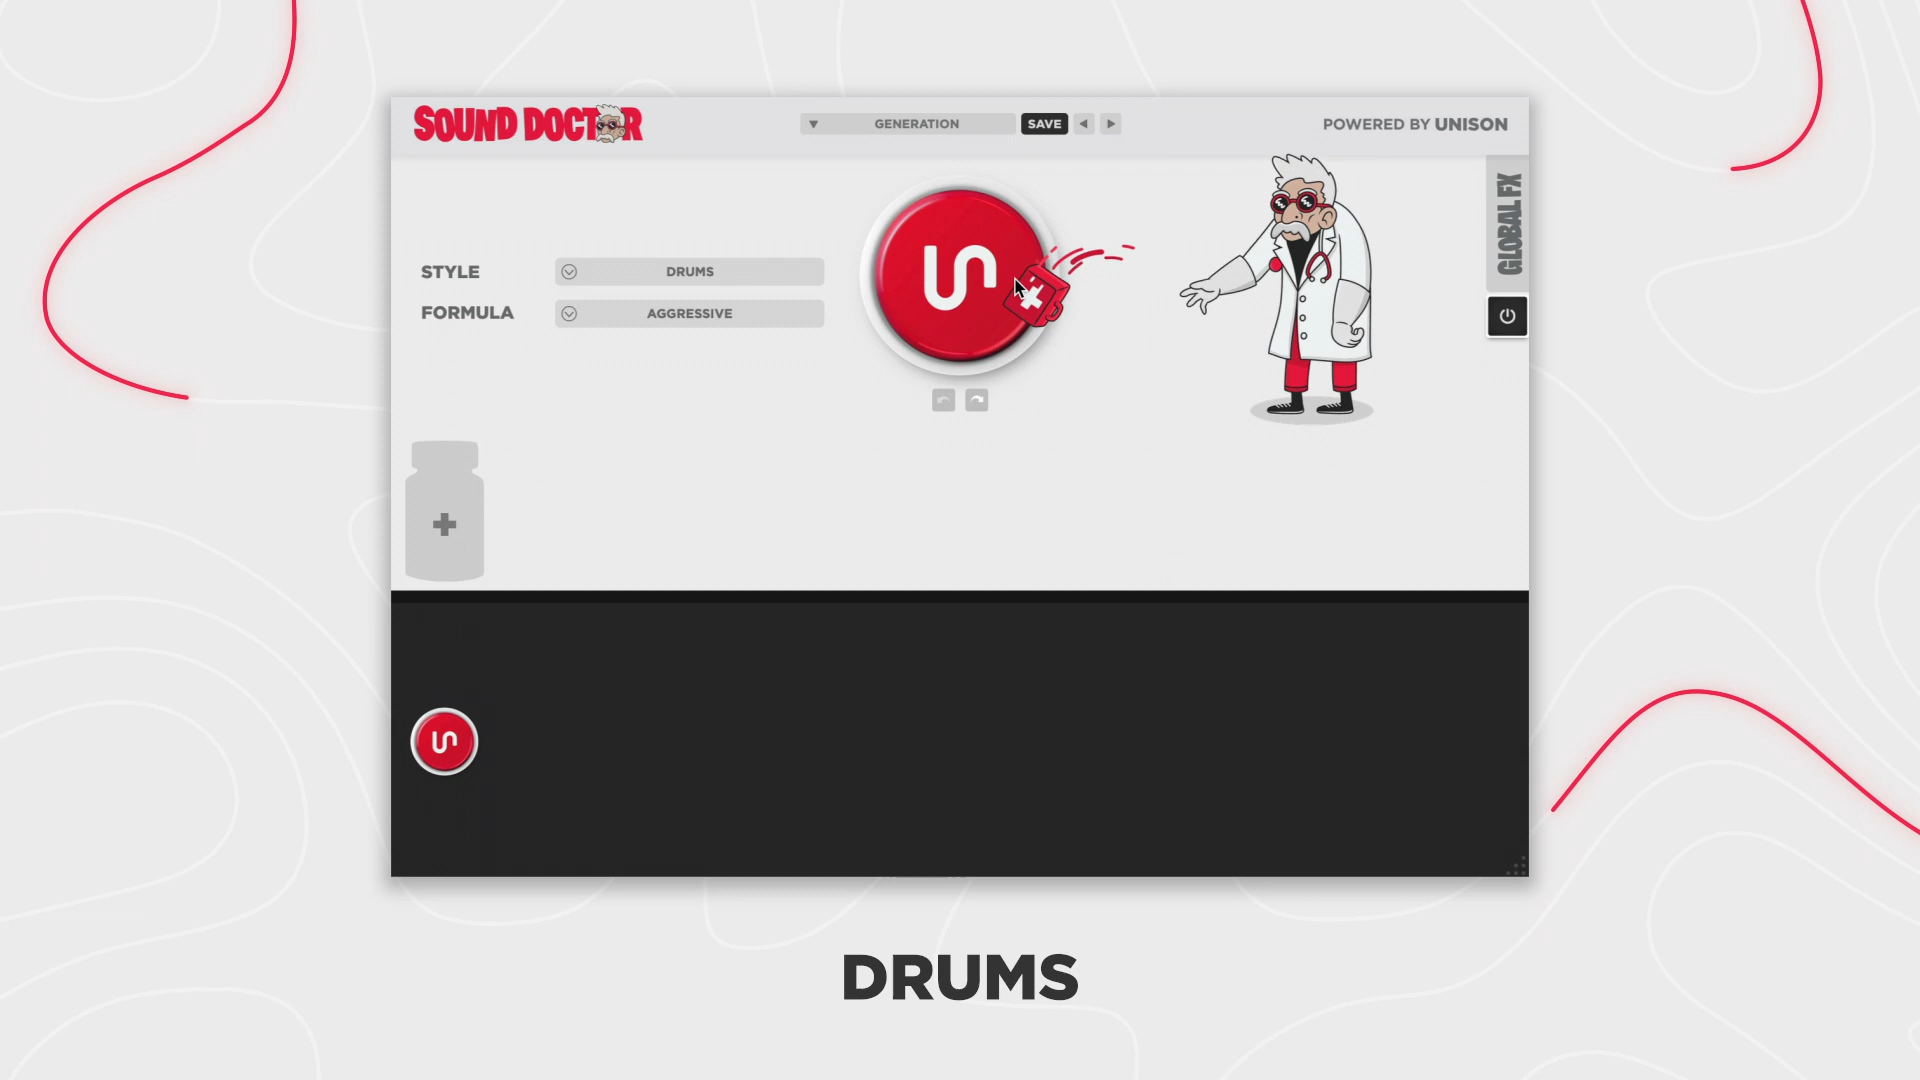 SOUND DOCTOR
GENERATION
SAVE
POWERED BY UNISON
GLOBAL FX
STYLE
DRUMS
FORMULA
AGGRESSIVE
DRUMS